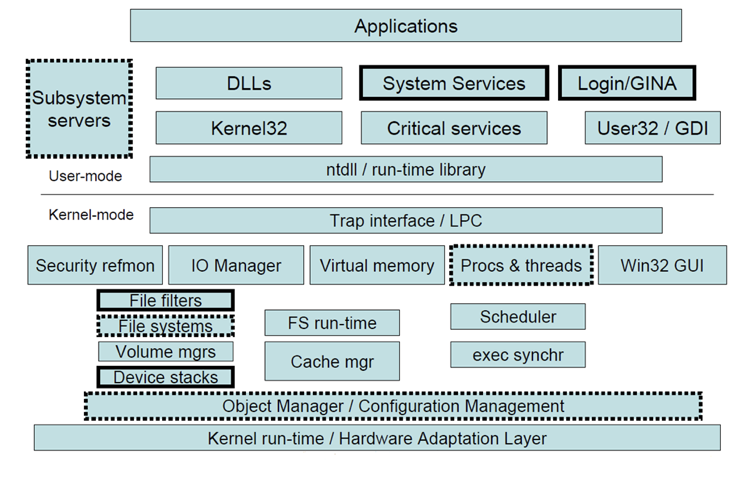 Applications
Subsystem
servers
DLLs
System Services
Login/GINA
Kernel32
Critical services
User32 / GDI
ntdll / run-time library
User-mode
Kernel-mode
Trap interface / LPC
Security refmon
IO Manager
Virtual memory
Procs & threads
Win32 GUI
File filters
File systems
Volume mgrs
Device stacks
FS run-time
Cache mgr
Scheduler
exec synchr
Object Manager / Configuration Management
Kernel run-time / Hardware Adaptation Layer